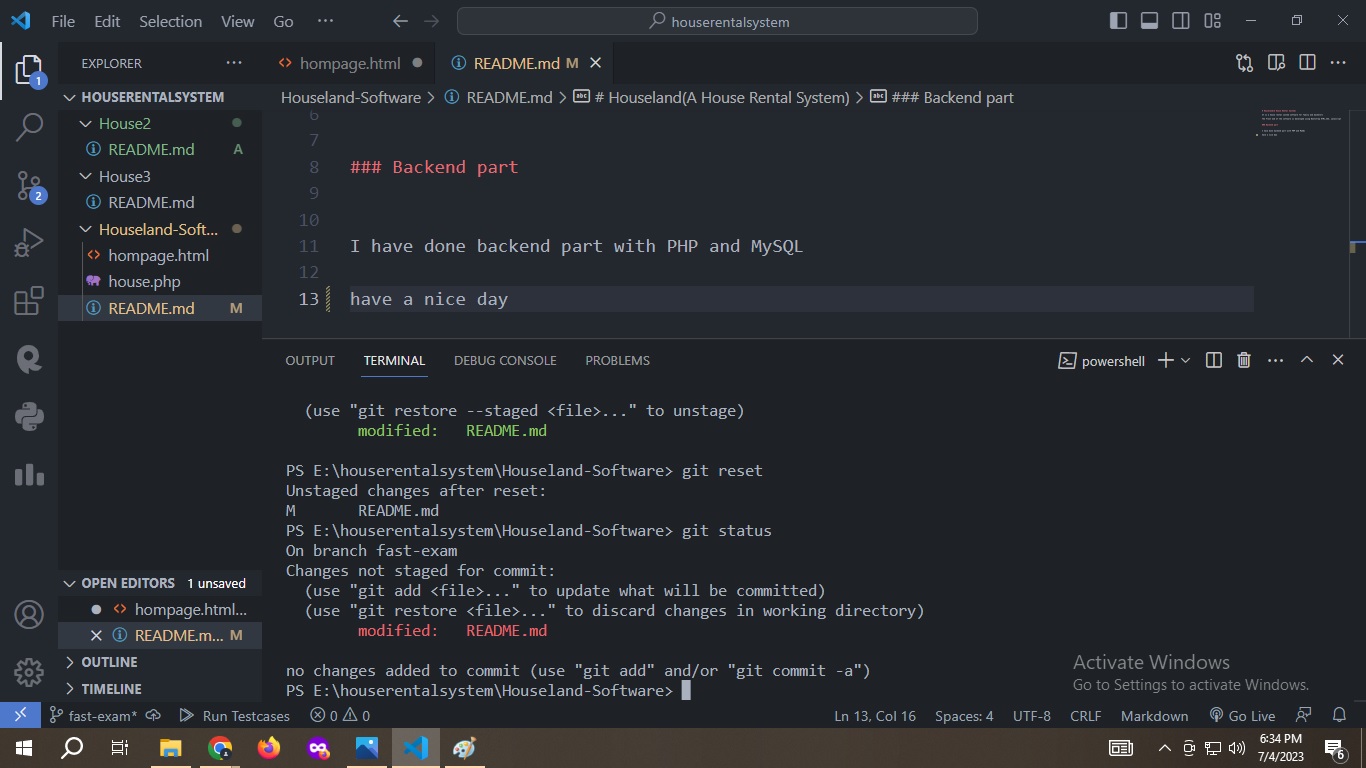 File Edit Selection View Go ··· houserentalsystem
EXPLORER ···
hompage.html
README.md M
HOUSERENTALSYSTEM
Houseland-Software > README.md > # Houseland(A House Rental System) > ### Backend part
House2
README.md A
House3
README.md
Houseland-Soft...
hompage.html
house.php
README.md M
6
7
8 ### Backend part
9
10
11 I have done backend part with PHP and MySQL
12
13 have a nice day
OUTPUT TERMINAL DEBUG CONSOLE PROBLEMS powershell
(use "git restore --staged <file>..." to unstage)
modified: README.md
PS E:\houserentalsystem\Houseland-Software> git reset
Unstaged changes after reset:
M README.md
PS E:\houserentalsystem\Houseland-Software> git status
On branch fast-exam
Changes not staged for commit:
(use "git add <file>..." to update what will be committed)
(use "git restore <file>..." to discard changes in working directory)
modified: README.md
no changes added to commit (use "git add" and/or "git commit -a")
PS E:\houserentalsystem\Houseland-Software>
1
2
OPEN EDITORS 1 unsaved
hompage.html...
README.m... M
OUTLINE
TIMELINE
Activate Windows
Go to Settings to activate Windows.
fast-exam* Run Testcases 0 0 Ln 13, Col 16 Spaces: 4 UTF-8 CRLF Markdown Go Live
6:34 PM
7/4/2023
6